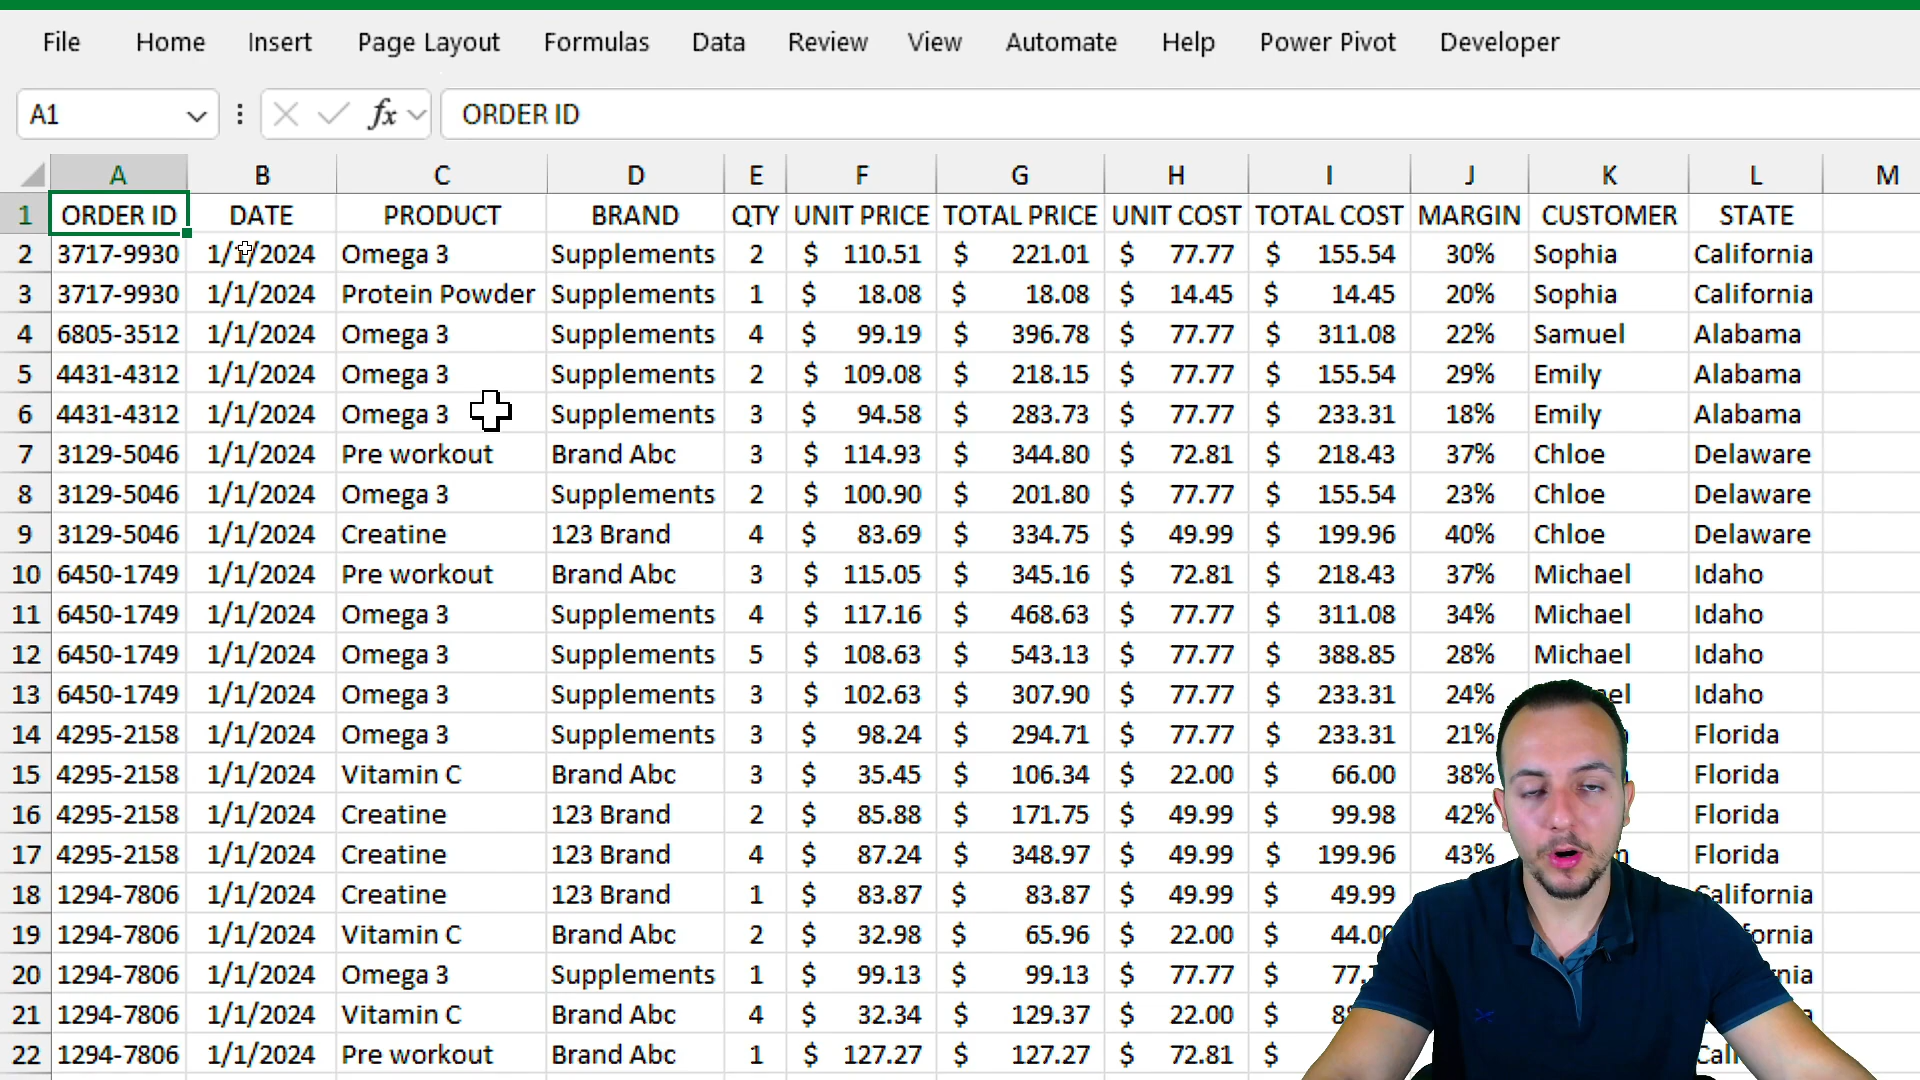 File Home Insert Page Layout Formulas Data Review View Automate Help Power Pivot Developer
A1 fx ORDER ID
A B C D E F G H I J K L M
1 ORDER ID DATE PRODUCT BRAND QTY UNIT PRICE TOTAL PRICE UNIT COST TOTAL COST MARGIN CUSTOMER STATE
2 3717-9930 1/1/2024 Omega 3 Supplements 2 $ 110.51 $ 221.01 $ 77.77 $ 155.54 30% Sophia California
3 3717-9930 1/1/2024 Protein Powder Supplements 1 $ 18.08 $ 18.08 $ 14.45 $ 14.45 20% Sophia California
4 6805-3512 1/1/2024 Omega 3 Supplements 4 $ 99.19 $ 396.78 $ 77.77 $ 311.08 22% Samuel Alabama
5 4431-4312 1/1/2024 Omega 3 Supplements 2 $ 109.08 $ 218.15 $ 77.77 $ 155.54 29% Emily Alabama
6 4431-4312 1/1/2024 Omega 3 Supplements 3 $ 94.58 $ 283.73 $ 77.77 $ 233.31 18% Emily Alabama
7 3129-5046 1/1/2024 Pre workout Brand Abc 3 $ 114.93 $ 344.80 $ 72.81 $ 218.43 37% Chloe Delaware
8 3129-5046 1/1/2024 Omega 3 Supplements 2 $ 100.90 $ 201.80 $ 77.77 $ 155.54 23% Chloe Delaware
9 3129-5046 1/1/2024 Creatine 123 Brand 4 $ 83.69 $ 334.75 $ 49.99 $ 199.96 40% Chloe Delaware
10 6450-1749 1/1/2024 Pre workout Brand Abc 3 $ 115.05 $ 345.16 $ 72.81 $ 218.43 37% Michael Idaho
11 6450-1749 1/1/2024 Omega 3 Supplements 4 $ 117.16 $ 468.63 $ 77.77 $ 311.08 34% Michael Idaho
12 6450-1749 1/1/2024 Omega 3 Supplements 5 $ 108.63 $ 543.13 $ 77.77 $ 388.85 28% Michael Idaho
13 6450-1749 1/1/2024 Omega 3 Supplements 3 $ 102.63 $ 307.90 $ 77.77 $ 233.31 24% Idaho
14 4295-2158 1/1/2024 Omega 3 Supplements 3 $ 98.24 $ 294.71 $ 77.77 $ 233.31 21% Florida
15 4295-2158 1/1/2024 Vitamin C Brand Abc 3 $ 35.45 $ 106.34 $ 22.00 $ 66.00 38% Florida
16 4295-2158 1/1/2024 Creatine 123 Brand 2 $ 85.88 $ 171.75 $ 49.99 $ 99.98 42% Florida
17 4295-2158 1/1/2024 Creatine 123 Brand 4 $ 87.24 $ 348.97 $ 49.99 $ 199.96 43% Florida
18 1294-7806 1/1/2024 Creatine 123 Brand 1 $ 83.87 $ 83.87 $ 49.99 $ 49.99 California
19 1294-7806 1/1/2024 Vitamin C Brand Abc 2 $ 32.98 $ 65.96 $ 22.00 $ 44.00
20 1294-7806 1/1/2024 Omega 3 Supplements 1 $ 99.13 $ 99.13 $ 77.77 $
21 1294-7806 1/1/2024 Vitamin C Brand Abc 4 $ 32.34 $ 129.37 $ 22.00 $
22 1294-7806 1/1/2024 Pre workout Brand Abc 1 $ 127.27 $ 127.27 $ 72.81 $